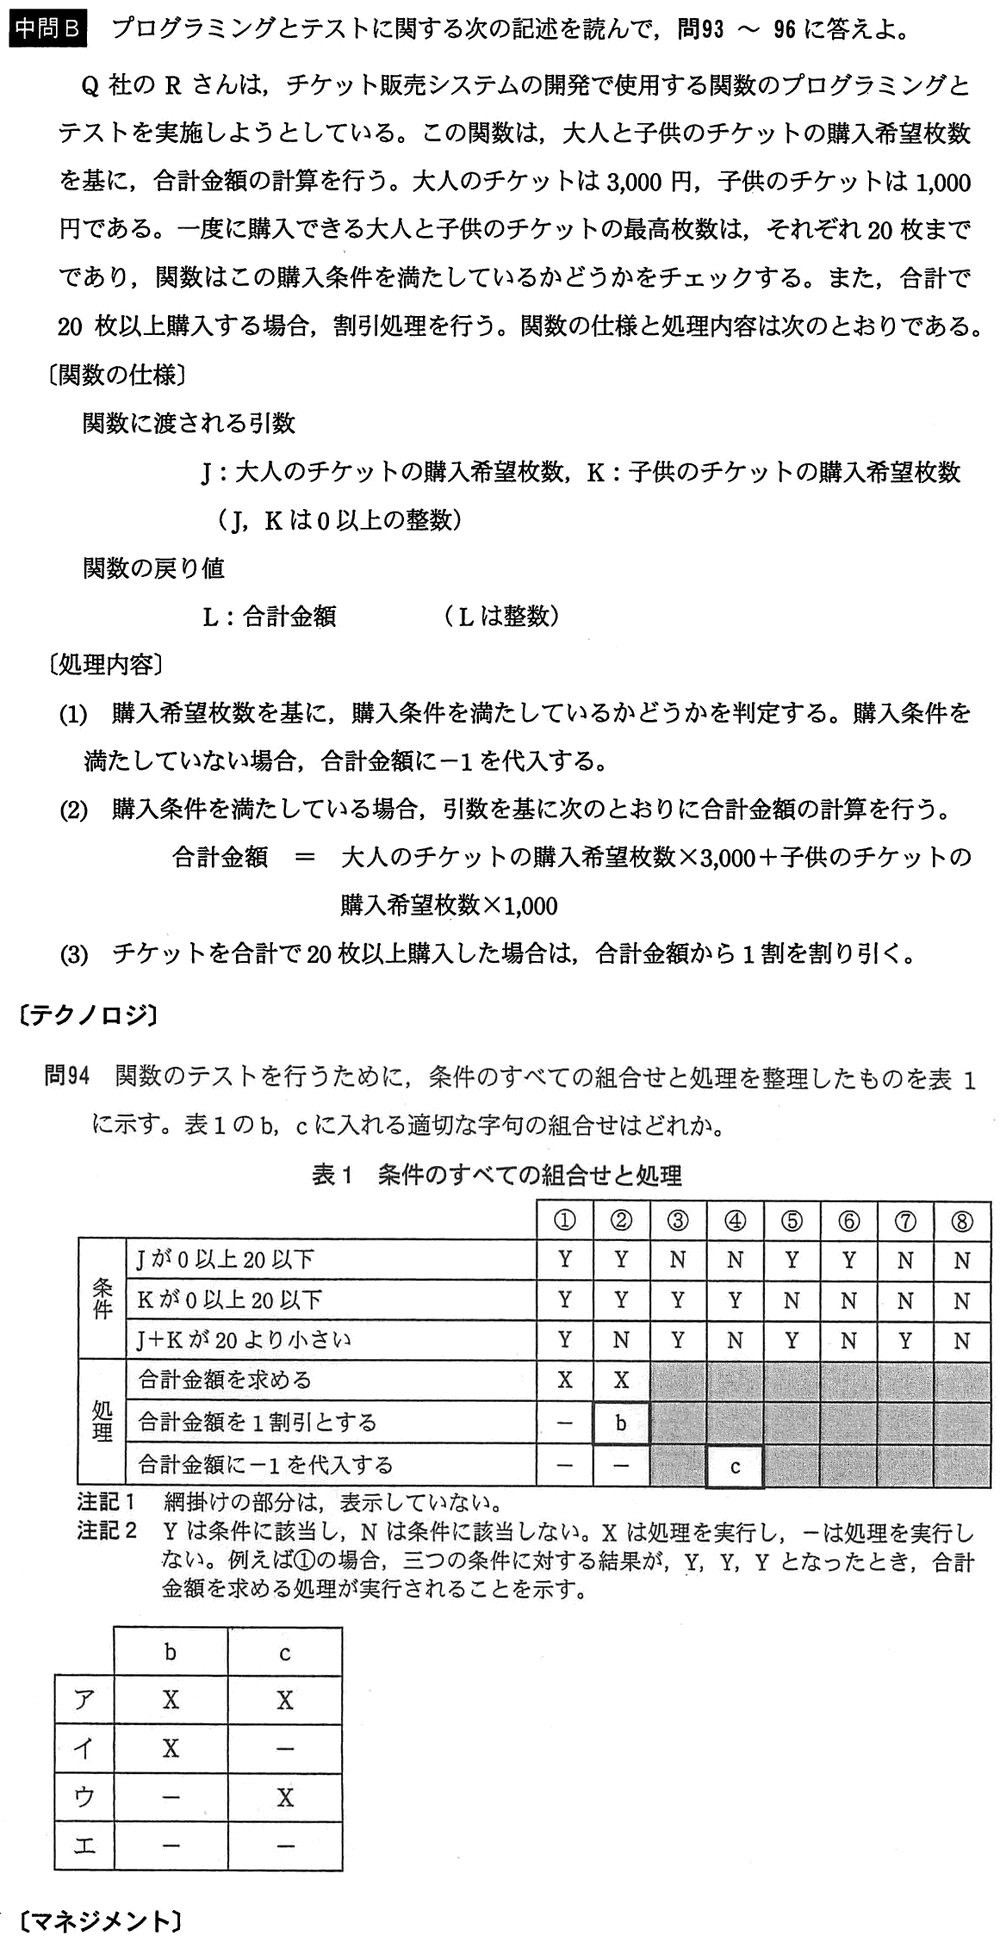 中問B プログラミングとテストに関する次の記述を読んで，問93 ～ 96 に答えよ。
Q 社の R さんは，チケット販売システムの開発で使用する関数のプログラミングと
テストを実施しようとしている。この関数は，大人と子供のチケットの購入希望枚数
を基に，合計金額の計算を行う。大人のチケットは 3,000 円，子供のチケットは 1,000
円である。一度に購入できる大人と子供のチケットの最高枚数は，それぞれ 20 枚まで
であり，関数はこの購入条件を満たしているかどうかをチェックする。また，合計で
20 枚以上購入する場合，割引処理を行う。関数の仕様と処理内容は次のとおりである。
〔関数の仕様〕
関数に渡される引数
J：大人のチケットの購入希望枚数，K：子供のチケットの購入希望枚数
（J，K は 0 以上の整数）
関数の戻り値
L：合計金額 （L は整数）
〔処理内容〕
(1) 購入希望枚数を基に，購入条件を満たしているかどうかを判定する。購入条件を
満たしていない場合，合計金額に－1 を代入する。
(2) 購入条件を満たしている場合，引数を基に次のとおりに合計金額の計算を行う。
合計金額 ＝ 大人のチケットの購入希望枚数×3,000＋子供のチケットの
購入希望枚数×1,000
(3) チケットを合計で 20 枚以上購入した場合は，合計金額から 1 割を割り引く。
〔テクノロジ〕
問94 関数のテストを行うために，条件のすべての組合せと処理を整理したものを表 1
に示す。表 1 の b，c に入れる適切な字句の組合せはどれか。
表 1 条件のすべての組合せと処理
① ② ③ ④ ⑤ ⑥ ⑦ ⑧
条件 J が 0 以上 20 以下 Y Y N N Y Y N N
K が 0 以上 20 以下 Y Y Y Y N N N N
J＋K が 20 より小さい Y N Y N Y N Y N
処理 合計金額を求める X X
合計金額を 1 割引とする － b
合計金額に－1 を代入する － － c
注記 1 網掛けの部分は，表示していない。
注記 2 Y は条件に該当し，N は条件に該当しない。X は処理を実行し，－は処理を実行し
ない。例えば①の場合，三つの条件に対する結果が，Y，Y，Y となったとき，合計
金額を求める処理が実行されることを示す。
b c
ア X X
イ X －
ウ － X
エ － －
〔マネジメント〕